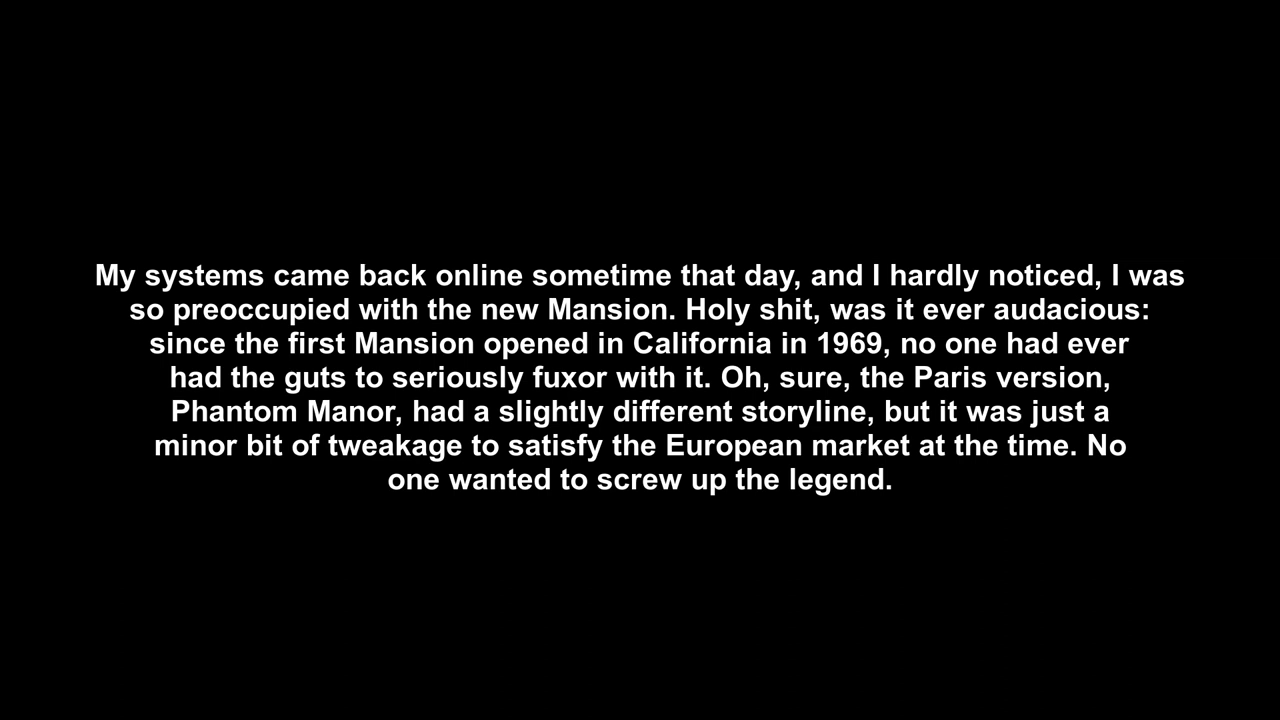 My systems came back online sometime that day, and I hardly noticed, I was
so preoccupied with the new Mansion. Holy shit, was it ever audacious:
since the first Mansion opened in California in 1969, no one had ever
had the guts to seriously fuxor with it. Oh, sure, the Paris version,
Phantom Manor, had a slightly different storyline, but it was just a
minor bit of tweakage to satisfy the European market at the time. No
one wanted to screw up the legend.